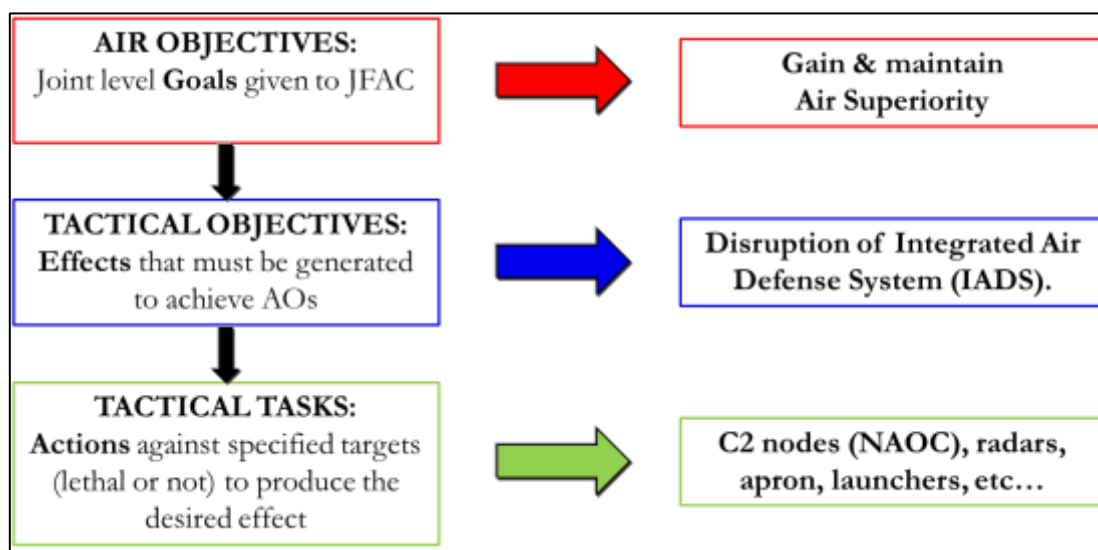 AIR OBJECTIVES:
Joint level Goals given to JFAC
Gain & maintain
Air Superiority
TACTICAL OBJECTIVES:
Effects that must be generated
to achieve AOs
Disruption of Integrated Air
Defense System (IADS).
TACTICAL TASKS:
Actions against specified targets
(lethal or not) to produce the
desired effect
C2 nodes (NAOC), radars,
apron, launchers, etc…